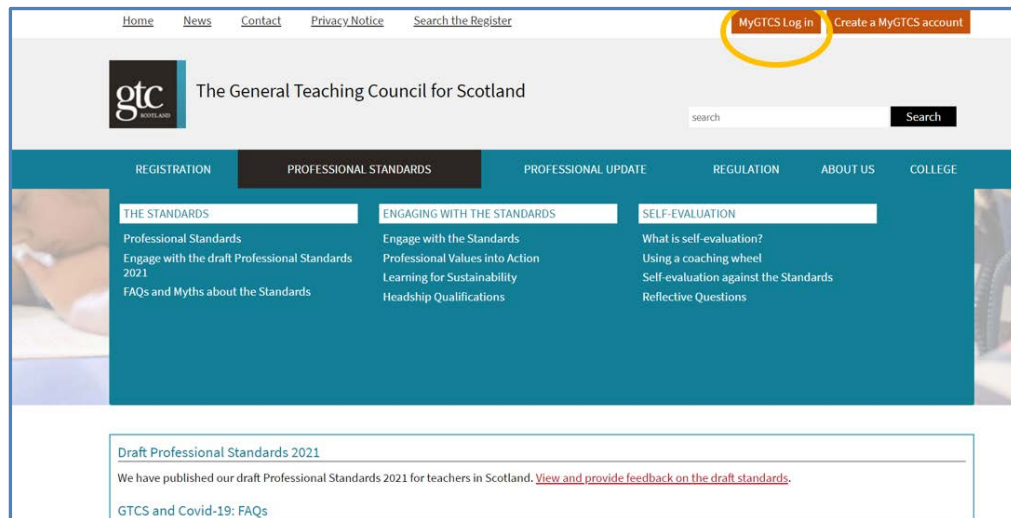 Home News Contact Privacy Notice Search the Register MyGTCS Log in Create a MyGTCS account
gtc
SCOTLAND
The General Teaching Council for Scotland
search Search
REGISTRATION PROFESSIONAL STANDARDS PROFESSIONAL UPDATE REGULATION ABOUT US COLLEGE
THE STANDARDS
Professional Standards
Engage with the draft Professional Standards
2021
FAQs and Myths about the Standards
ENGAGING WITH THE STANDARDS
Engage with the Standards
Professional Values into Action
Learning for Sustainability
Headship Qualifications
SELF-EVALUATION
What is self-evaluation?
Using a coaching wheel
Self-evaluation against the Standards
Reflective Questions
Draft Professional Standards 2021
We have published our draft Professional Standards 2021 for teachers in Scotland. View and provide feedback on the draft standards.
GTCS and Covid-19: FAQs